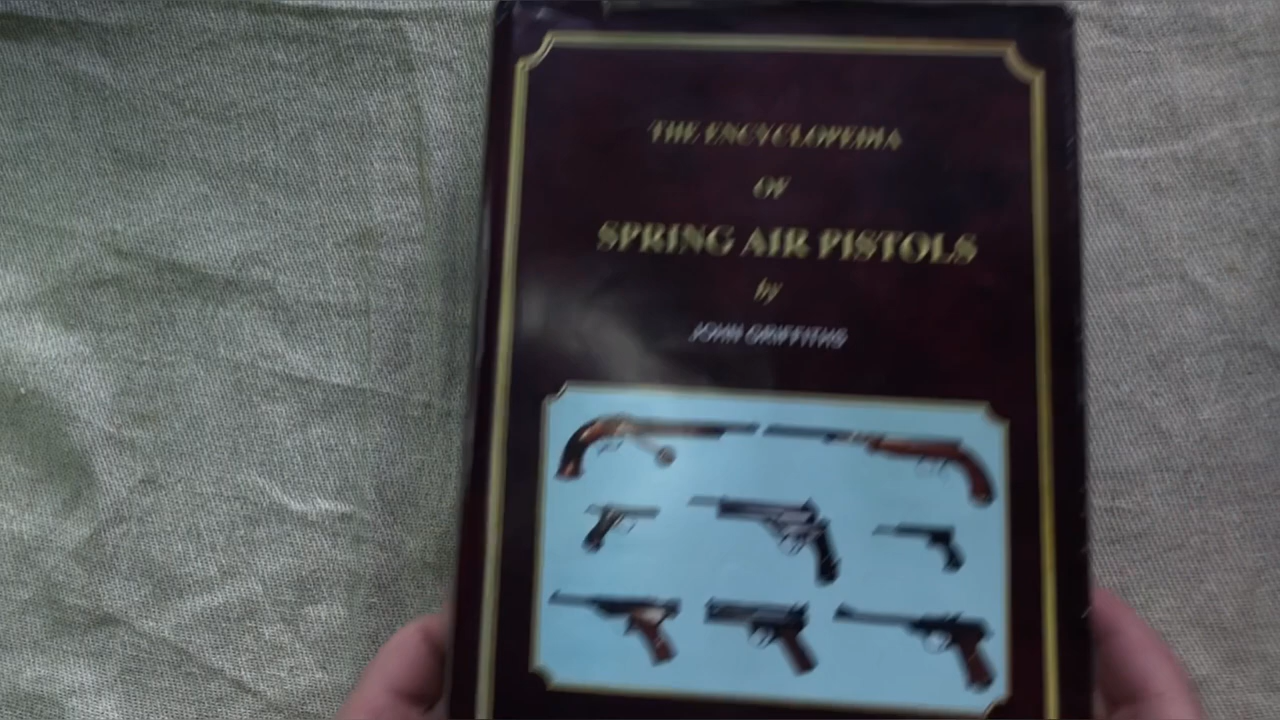 THE ENCYCLOPEDIA
OF
SPRING AIR PISTOLS
by
JOHN GRIFFITHS